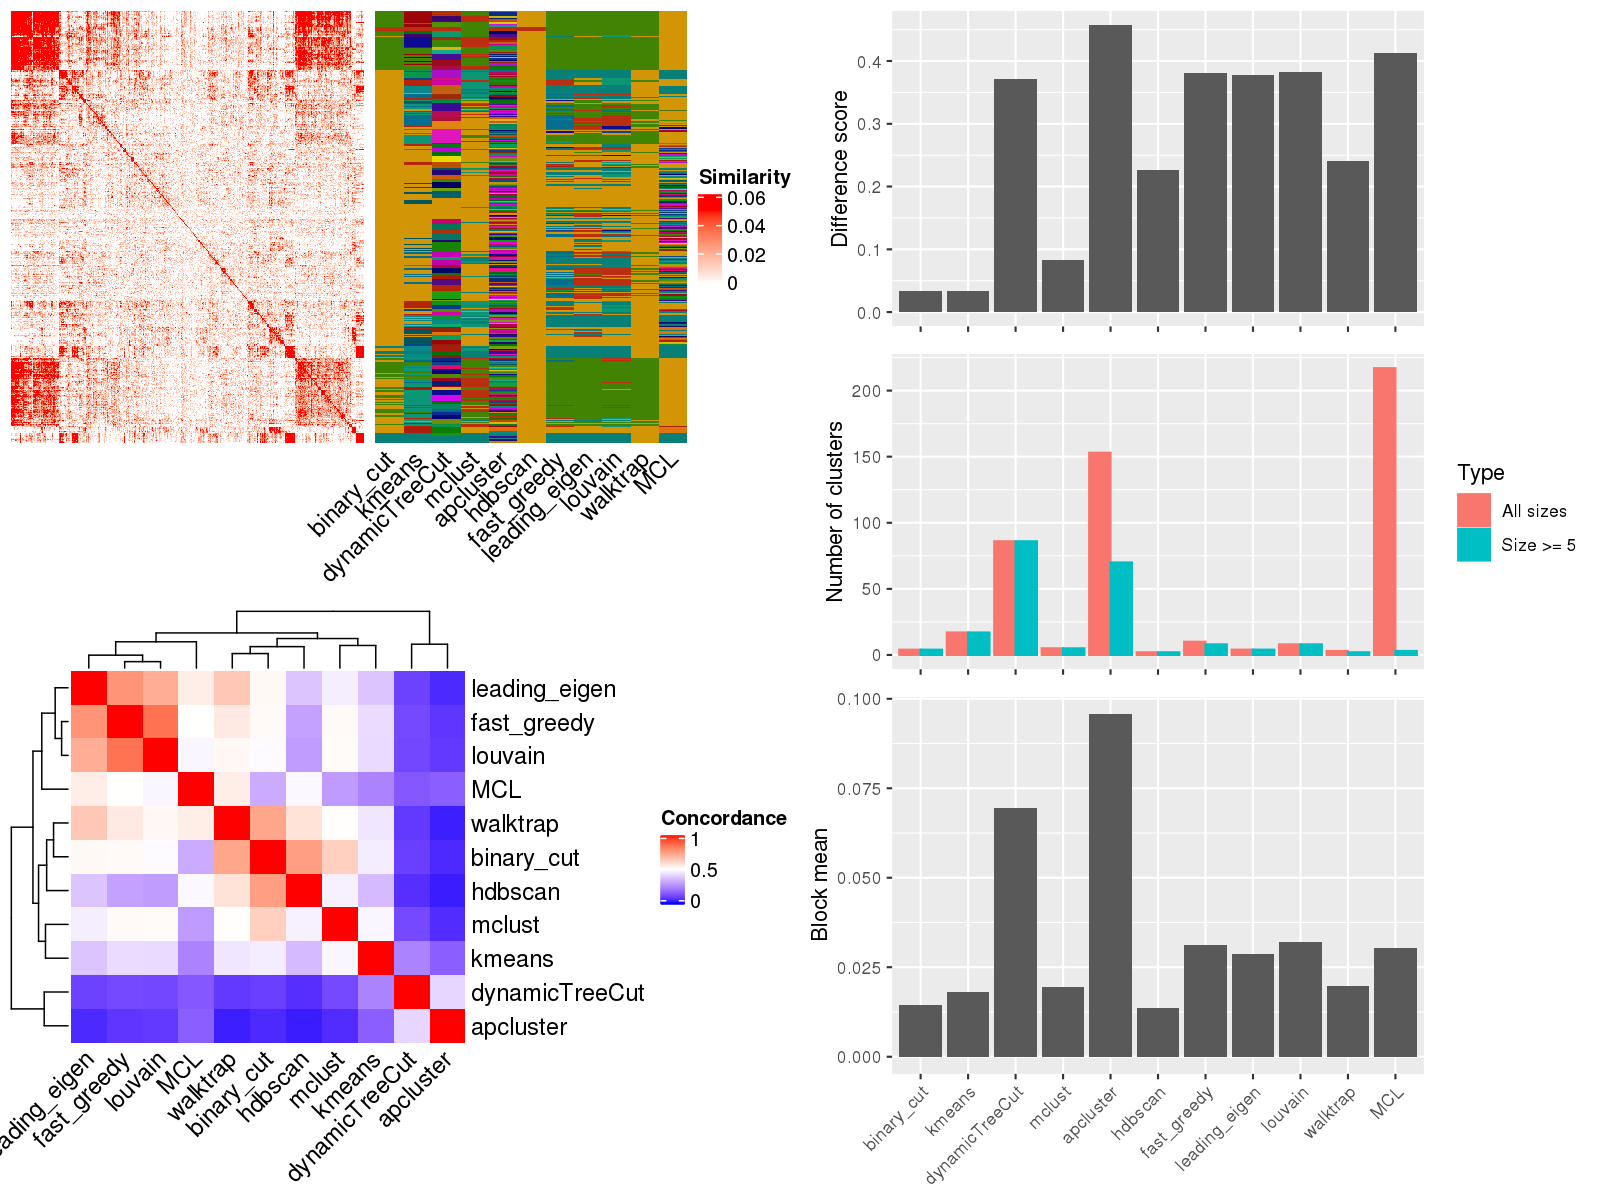 Similarity
0.06
0.04
0.02
0
binary_cut
kmeans
dynamicTreeCut
mclust
apcluster
hdbscan
fast_greedy
leading_eigen
louvain
walktrap
MCL
leading_eigen
fast_greedy
louvain
MCL
walktrap
binary_cut
hdbscan
mclust
kmeans
dynamicTreeCut
apcluster
Concordance
1
0.5
0
eading_eigen
fast_greedy
louvain
MCL
walktrap
binary_cut
hdbscan
mclust
kmeans
dynamicTreeCut
apcluster
Difference score
0.4
0.3
0.2
0.1
0.0
Number of clusters
200
150
100
50
0
Type
All sizes
Size >= 5
Block mean
0.100
0.075
0.050
0.025
0.000
binary_cut
kmeans
dynamicTreeCut
mclust
apcluster
hdbscan
fast_greedy
leading_eigen
louvain
walktrap
MCL